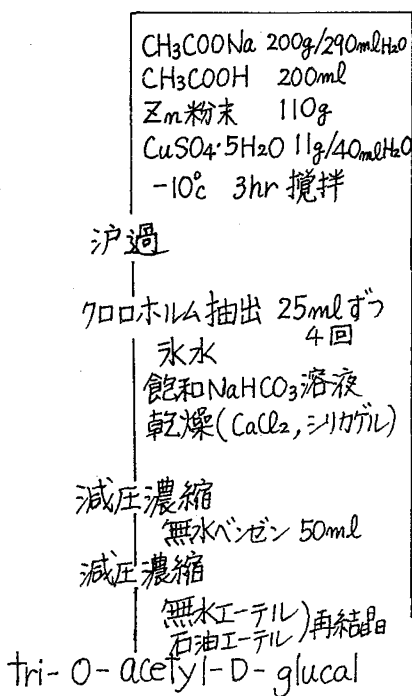 CH3COONa 200g/290mlH2O
CH3COOH 200ml
Zn粉末 110g
CuSO4・5H2O 11g/40mlH2O
-10℃ 3hr 撹拌
沪過
クロロホルム抽出 25mlずつ
4回
氷水
飽和NaHCO3溶液
乾燥(CaCl2,シリカゲル)
減圧濃縮
無水ベンゼン 50ml
減圧濃縮
無水エーテル
石油エーテル)再結晶
tri-O-acetyl-D-glucal